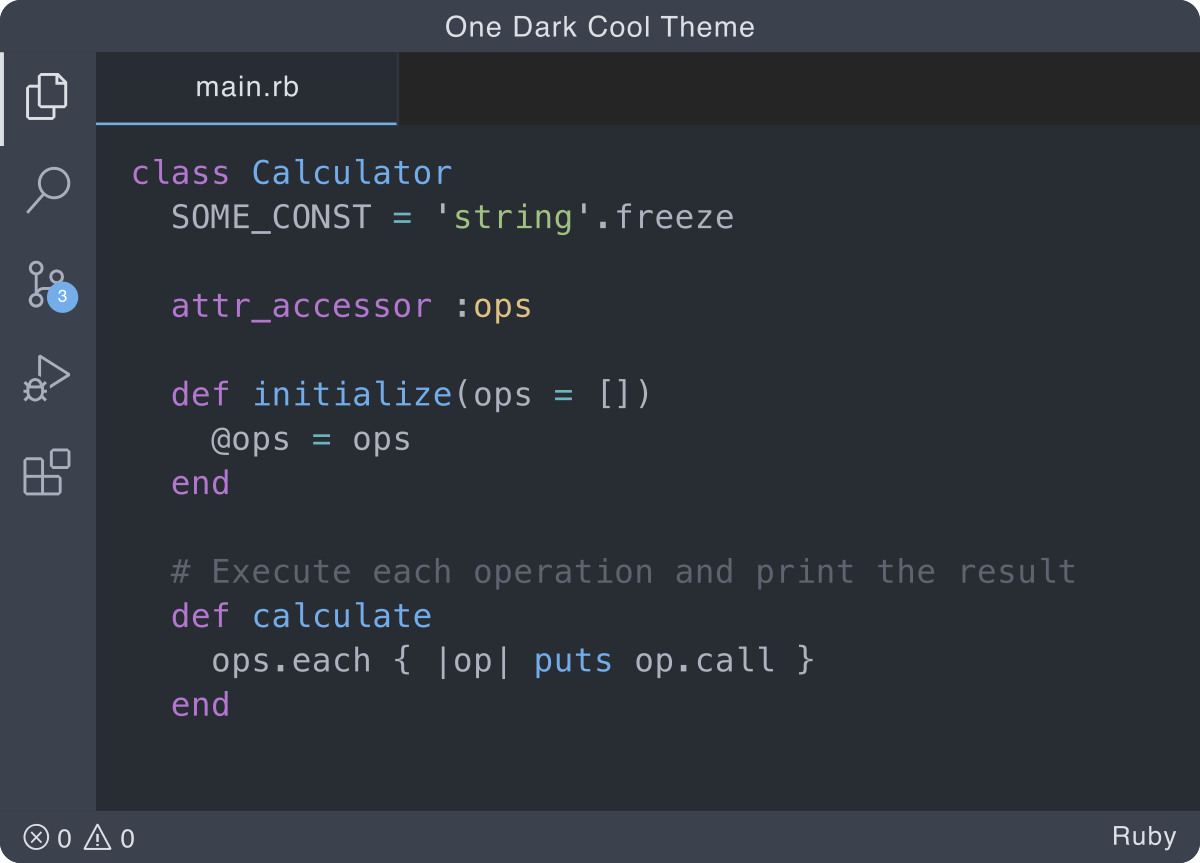 One Dark Cool Theme
main.rb
class Calculator
  SOME_CONST = 'string'.freeze
  attr_accessor :ops
  def initialize(ops = [])
    @ops = ops
  end
  # Execute each operation and print the result
  def calculate
    ops.each { |op| puts op.call }
  end
3
0 0
Ruby